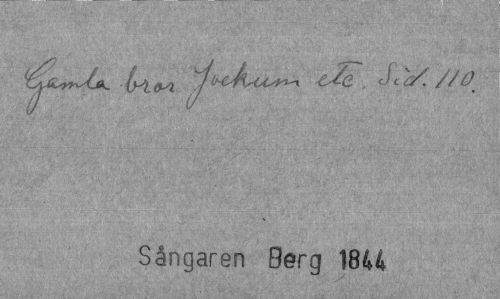 Gamla bror Jockum etc. Sid. 110.
Sångaren Berg 1844